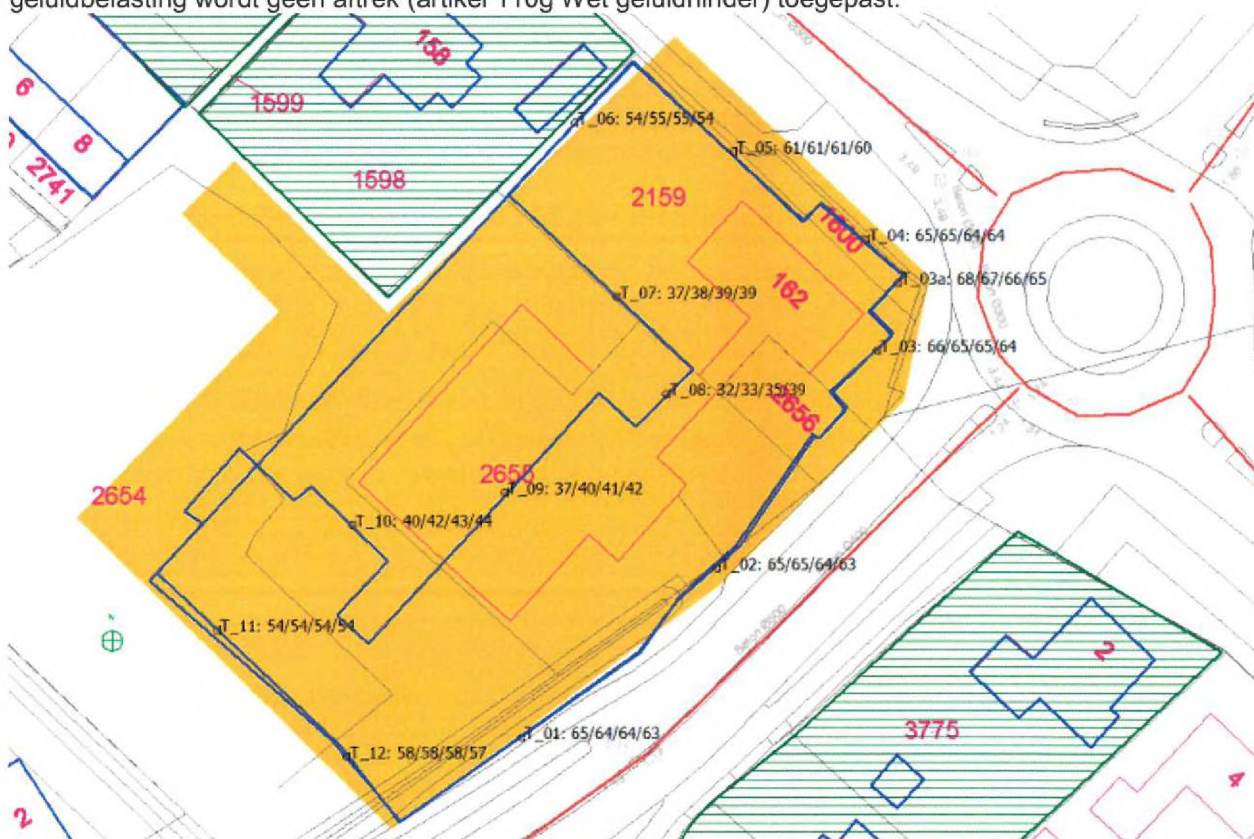 geluidbelasting wordt geen aftrek (artikel 110g Wet geluidhinder) toegepast.
158
6
1599
T_06: 54/55/55/54
8
T_05: 61/61/61/60
3.49
2741
1598
2159
1600
T_04: 65/65/64/64
T_03a: 68/67/66/65
162
T_07: 37/38/39/39
T_03: 66/65/65/64
T_08: 32/33/35/39
2656
2655
T_09: 37/40/41/42
2654
T_10: 40/42/43/44
T_02: 65/65/64/63
T_11: 54/54/54/54
2
3775
T_01: 65/64/64/63
T_12: 58/58/58/57
4
2